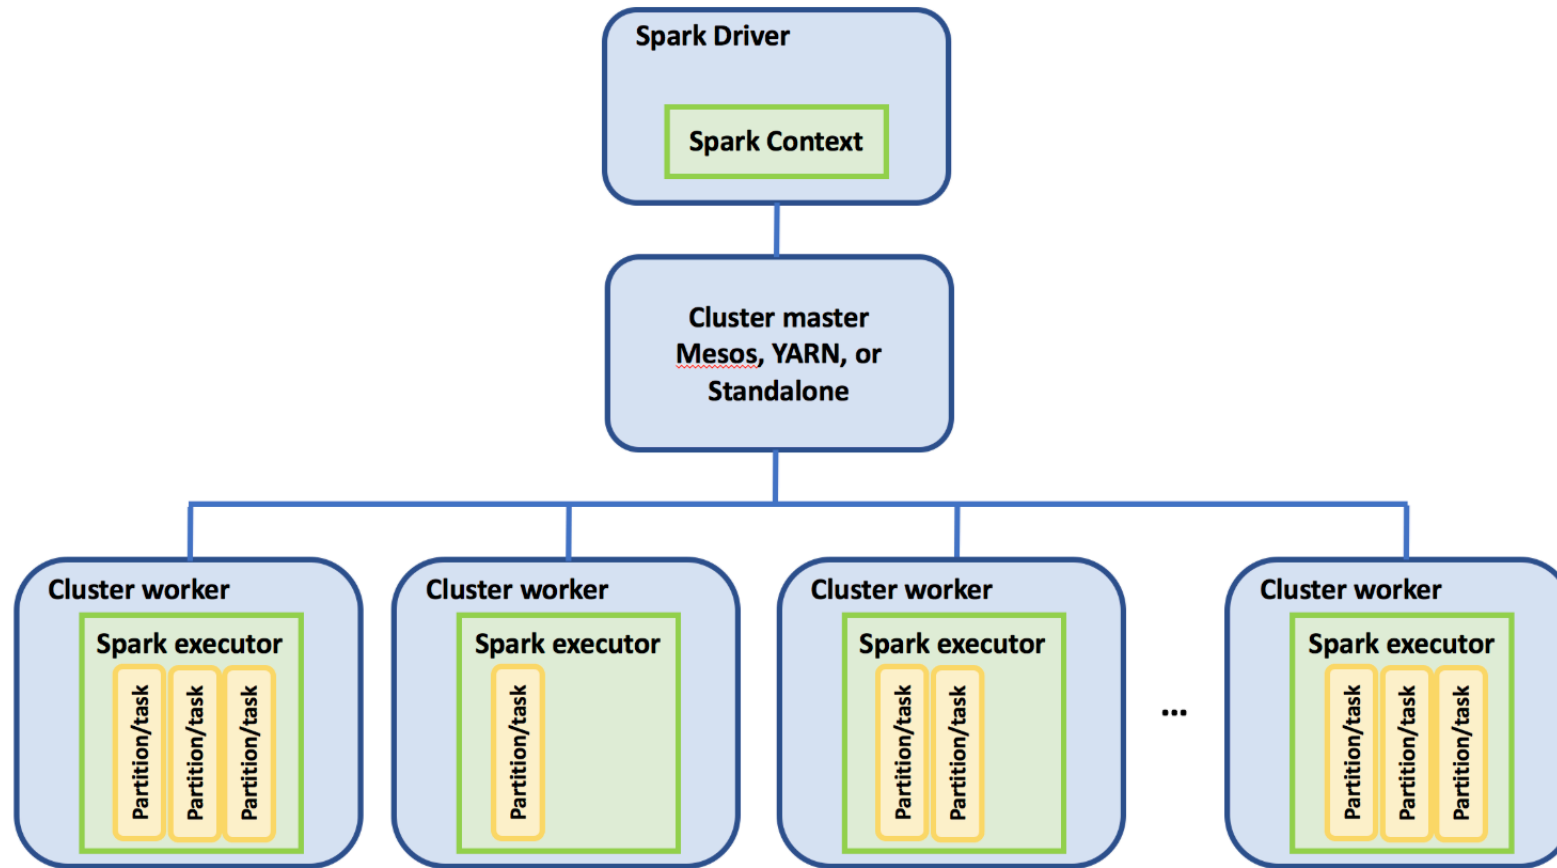 Spark Driver
Spark Context
Cluster master
Mesos, YARN, or
Standalone
Cluster worker
Spark executor
Partition/task
Partition/task
Partition/task
Cluster worker
Spark executor
Partition/task
Cluster worker
Spark executor
Partition/task
Partition/task
...
Cluster worker
Spark executor
Partition/task
Partition/task
Partition/task